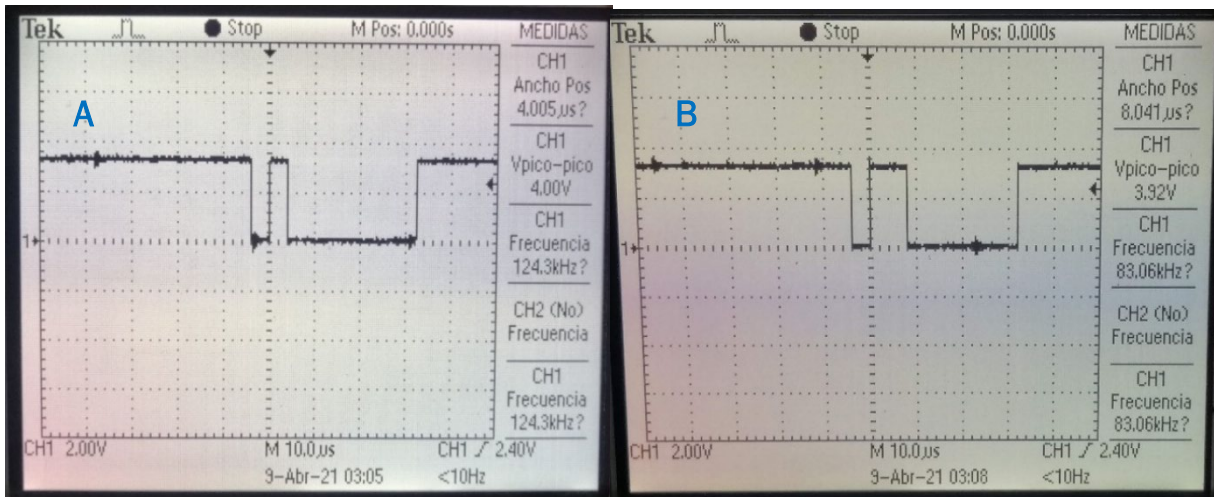 Tek
Stop
M Pos: 0.000s
MEDIDAS
A
CH1
Ancho Pos
4.005µs?
CH1
Vpico-pico
4.00V
CH1
Frecuencia
124.3kHz?
CH2 (No)
Frecuencia
CH1
Frecuencia
124.3kHz?
1
CH1 2.00V
M 10.0µs
CH1
2.40V
9-Abr-21 03:05
<10Hz
Tek
Stop
M Pos: 0.000s
MEDIDAS
B
CH1
Ancho Pos
8.041µs?
CH1
Vpico-pico
3.92V
CH1
Frecuencia
83.06kHz?
CH2 (No)
Frecuencia
CH1
Frecuencia
83.06kHz?
1
CH1 2.00V
M 10.0µs
CH1
2.40V
9-Abr-21 03:08
<10Hz